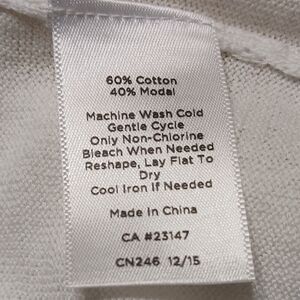 60% Cotton
40% Modal
Machine Wash Cold
Gentle Cycle
Only Non-Chlorine
Bleach When Needed
Reshape, Lay Flat To
Dry
Cool Iron If Needed
Made In China
CA #23147
CN246 12/15